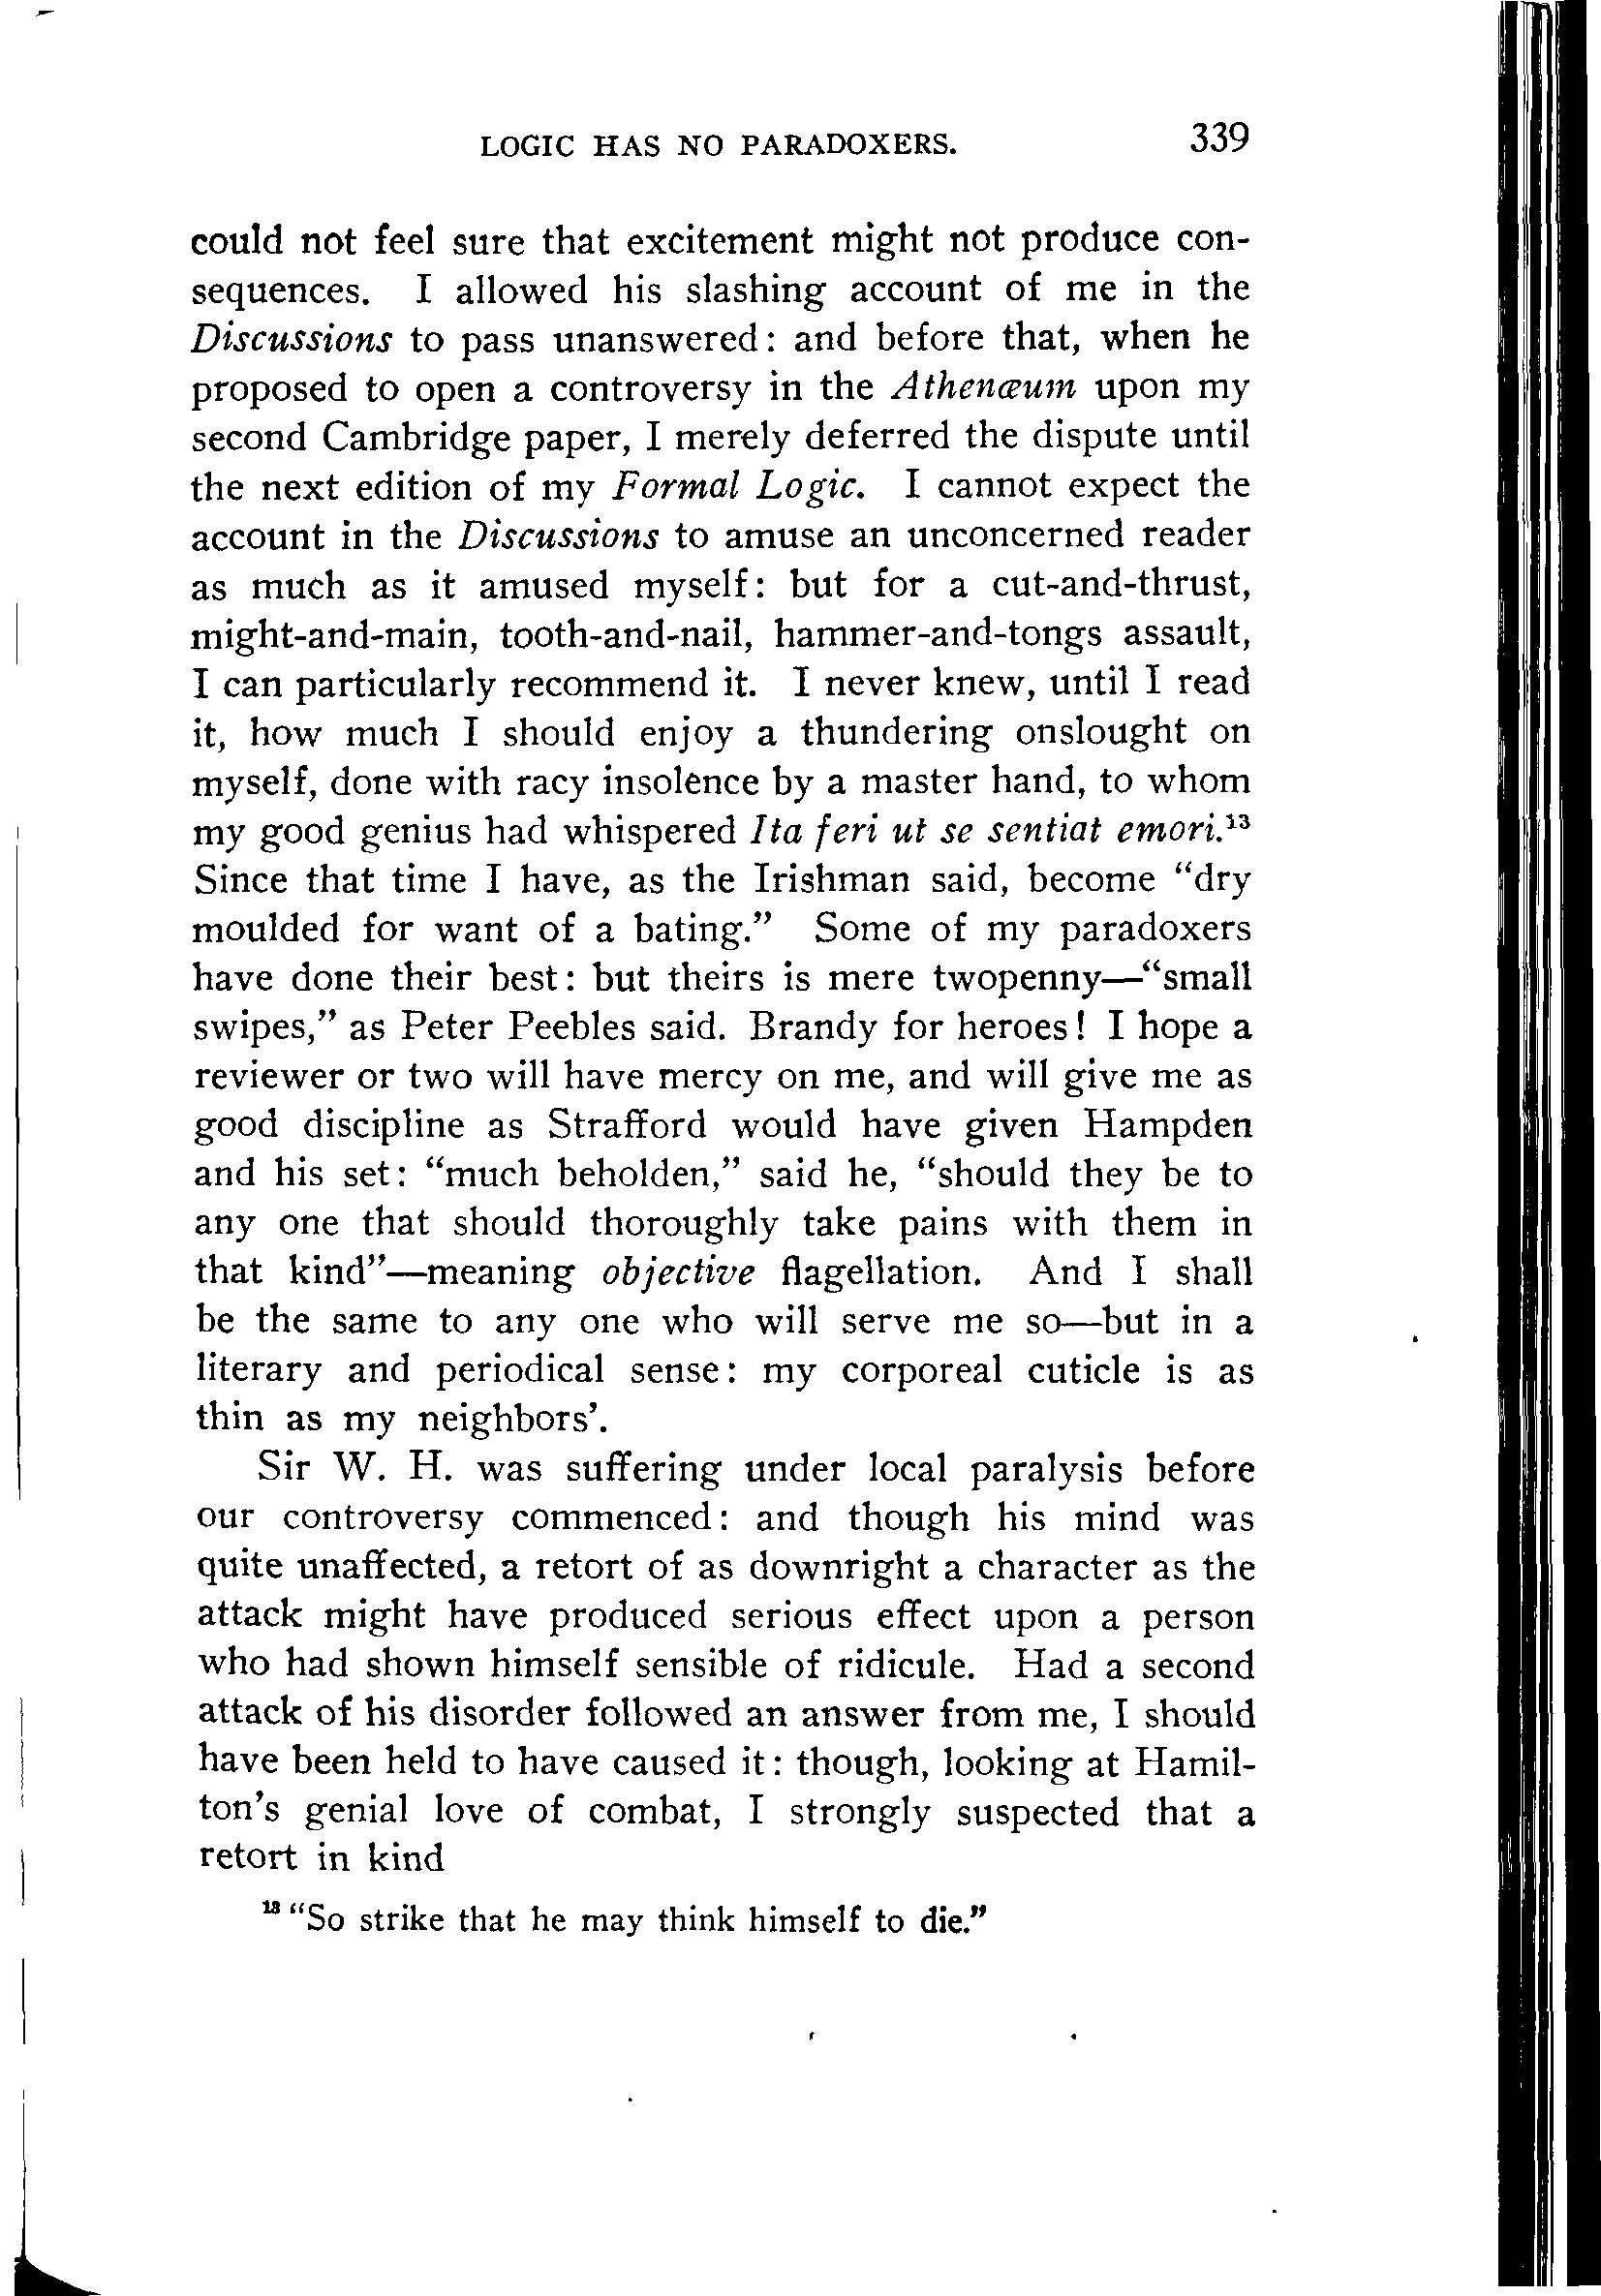 LOGIC HAS NO PARADOXERS. 339
could not feel sure that excitement might not produce con-
sequences. I allowed his slashing account of me in the
Discussions to pass unanswered: and before that, when he
proposed to open a controversy in the Athenæum upon my
second Cambridge paper, I merely deferred the dispute until
the next edition of my Formal Logic. I cannot expect the
account in the Discussions to amuse an unconcerned reader
as much as it amused myself: but for a cut-and-thrust,
might-and-main, tooth-and-nail, hammer-and-tongs assault,
I can particularly recommend it. I never knew, until I read
it, how much I should enjoy a thundering onslought on
myself, done with racy insolence by a master hand, to whom
my good genius had whispered Ita feri ut se sentiat emori.¹³
Since that time I have, as the Irishman said, become “dry
moulded for want of a bating.” Some of my paradoxers
have done their best: but theirs is mere twopenny—“small
swipes,” as Peter Peebles said. Brandy for heroes! I hope a
reviewer or two will have mercy on me, and will give me as
good discipline as Strafford would have given Hampden
and his set: “much beholden,” said he, “should they be to
any one that should thoroughly take pains with them in
that kind”—meaning objective flagellation. And I shall
be the same to any one who will serve me so—but in a
literary and periodical sense: my corporeal cuticle is as
thin as my neighbors’.
Sir W. H. was suffering under local paralysis before
our controversy commenced: and though his mind was
quite unaffected, a retort of as downright a character as the
attack might have produced serious effect upon a person
who had shown himself sensible of ridicule. Had a second
attack of his disorder followed an answer from me, I should
have been held to have caused it: though, looking at Hamil-
ton’s genial love of combat, I strongly suspected that a
retort in kind
¹³ “So strike that he may think himself to die.”